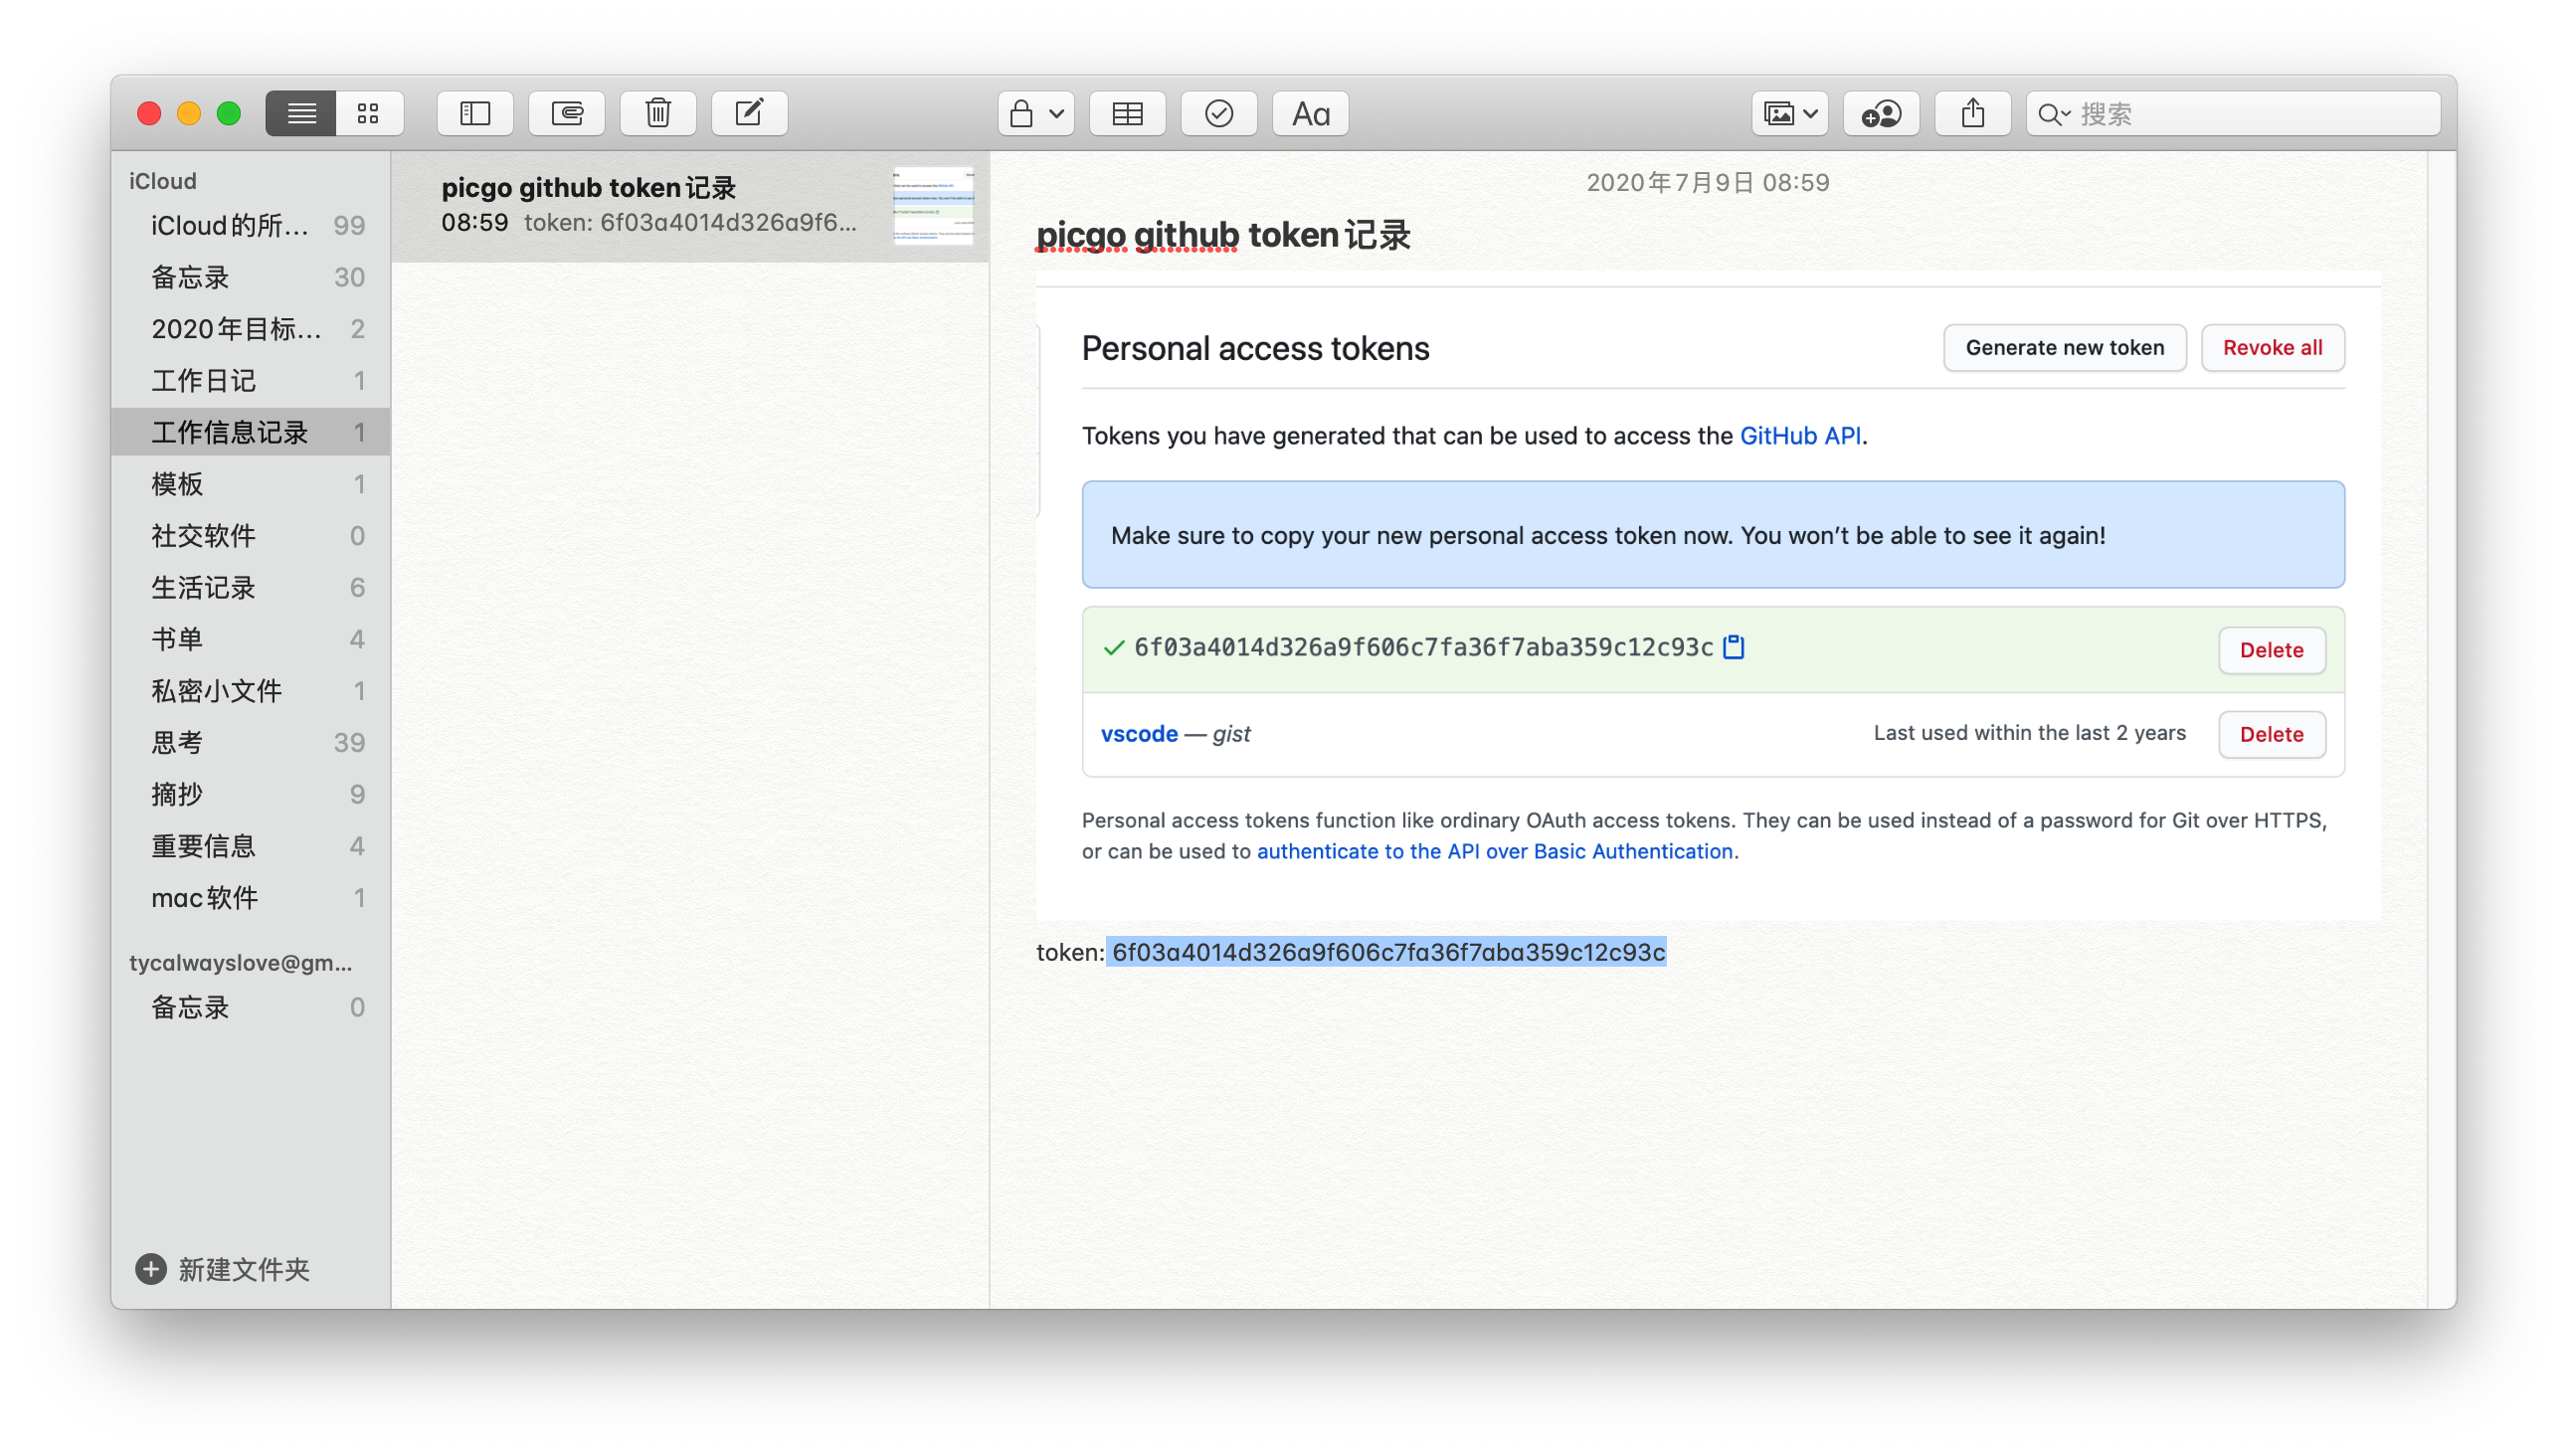 搜索
iCloud
iCloud的所... 99
备忘录 30
2020年目标... 2
工作日记 1
工作信息记录 1
模板 1
社交软件 0
生活记录 6
书单 4
私密小文件 1
思考 39
摘抄 9
重要信息 4
mac软件 1
tycalwayslove@gm...
备忘录 0
新建文件夹
picgo github token记录
08:59 token: 6f03a4014d326a9f6...
2020年7月9日 08:59
picgo github token记录
Personal access tokens Generate new token Revoke all
Tokens you have generated that can be used to access the GitHub API.
Make sure to copy your new personal access token now. You won’t be able to see it again!
6f03a4014d326a9f606c7fa36f7aba359c12c93c Delete
vscode — gist Last used within the last 2 years Delete
Personal access tokens function like ordinary OAuth access tokens. They can be used instead of a password for Git over HTTPS,
or can be used to authenticate to the API over Basic Authentication.
token: 6f03a4014d326a9f606c7fa36f7aba359c12c93c